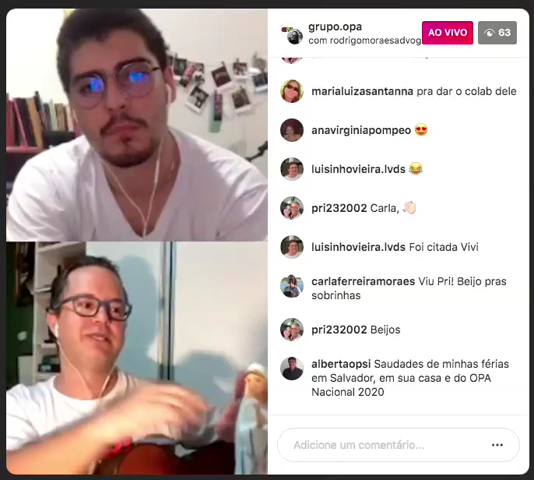 grupo.opa
com rodrigomoraesadvog
AO VIVO
63
marialuizasantanna pra dar o colab dele
anavirginiapompeo 😍
luisinhovieira.lvds 😂
pri232002 Carla, 👏🏻
luisinhovieira.lvds Foi citada Vivi
carlaferreiramoraes Viu Pri! Beijo pras
sobrinhas
pri232002 Beijos
albertaopsi Saudades de minhas férias
em Salvador, em sua casa e do OPA
Nacional 2020
Adicione um comentário...